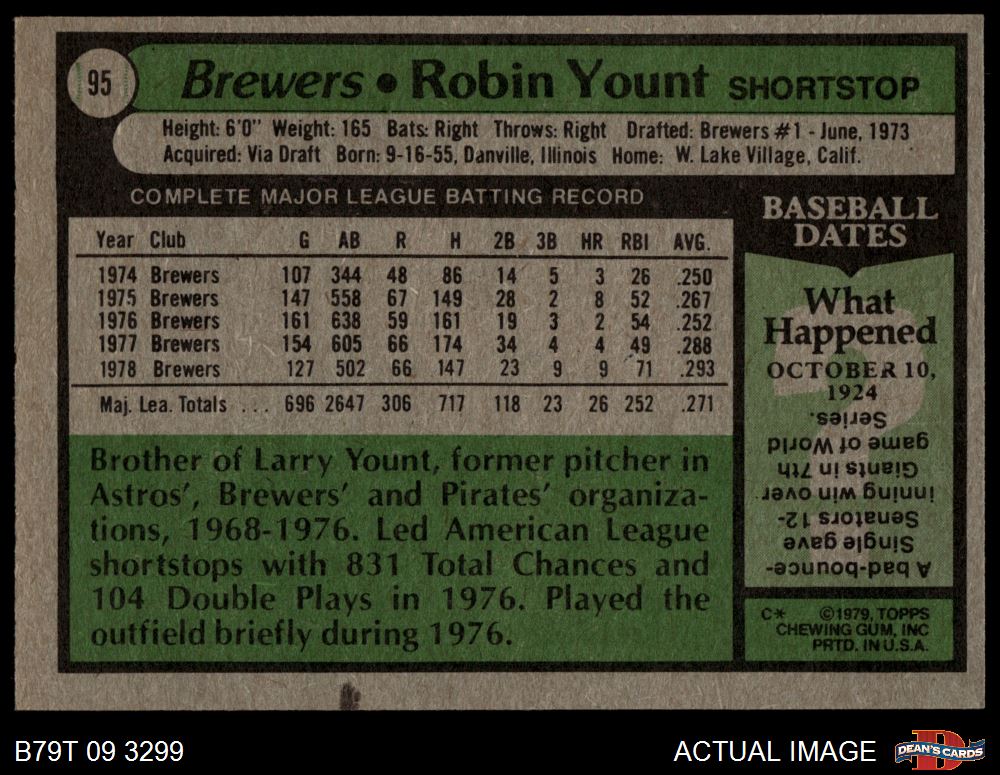 95
Brewers • Robin Yount SHORTSTOP
Height: 6'0" Weight: 165 Bats: Right Throws: Right Drafted: Brewers #1 - June, 1973
Acquired: Via Draft Born: 9-16-55, Danville, Illinois Home: W. Lake Village, Calif.
COMPLETE MAJOR LEAGUE BATTING RECORD
Year Club G AB R H 2B 3B HR RBI AVG.
1974 Brewers 107 344 48 86 14 5 3 26 .250
1975 Brewers 147 558 67 149 28 2 8 52 .267
1976 Brewers 161 638 59 161 19 3 2 54 .252
1977 Brewers 154 605 66 174 34 4 4 49 .288
1978 Brewers 127 502 66 147 23 9 9 71 .293
Maj. Lea. Totals ... 696 2647 306 717 118 23 26 252 .271
Brother of Larry Yount, former pitcher in
Astros', Brewers' and Pirates' organiza-
tions, 1968-1976. Led American League
shortstops with 831 Total Chances and
104 Double Plays in 1976. Played the
outfield briefly during 1976.
BASEBALL
DATES
What
Happened
OCTOBER 10,
1924
A bad-bounce-
Single gave
Senators 12-
inning win over
Giants in 7th
game of World
Series.
C* ©1979, TOPPS
CHEWING GUM, INC
PRTD. IN U.S.A.
B79T 09 3299
ACTUAL IMAGE
D
DEAN'S CARDS